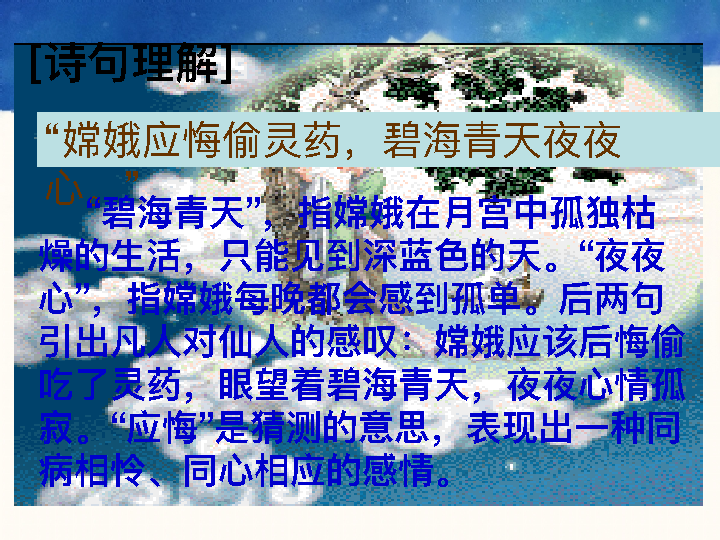 [诗句理解]
“嫦娥应悔偷灵药，碧海青天夜夜
心。”
“碧海青天”，指嫦娥在月宫中孤独枯
燥的生活，只能见到深蓝色的天。“夜夜
心”，指嫦娥每晚都会感到孤单。后两句
引出凡人对仙人的感叹：嫦娥应该后悔偷
吃了灵药，眼望着碧海青天，夜夜心情孤
寂。“应悔”是猜测的意思，表现出一种同
病相怜、同心相应的感情。